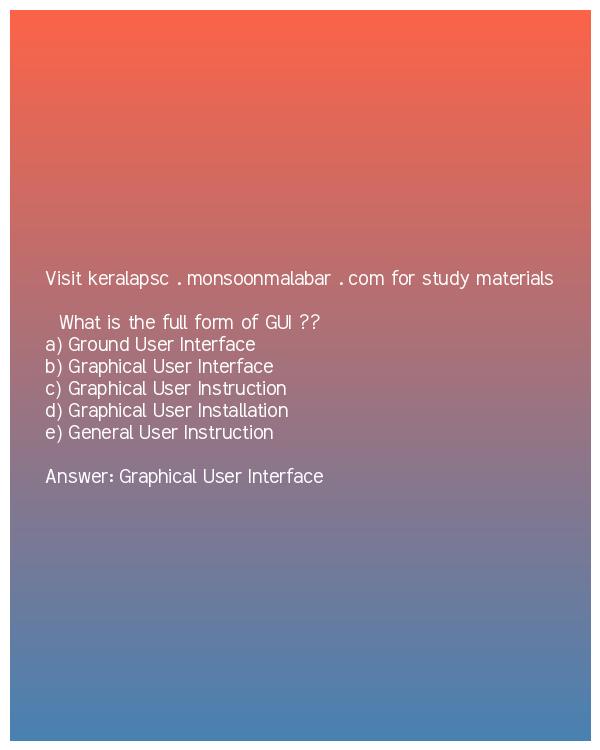 Visit keralapsc . monsoonmalabar . com for study materials
What is the full form of GUI ??
a) Ground User Interface
b) Graphical User Interface
c) Graphical User Instruction
d) Graphical User Installation
e) General User Instruction
Answer: Graphical User Interface